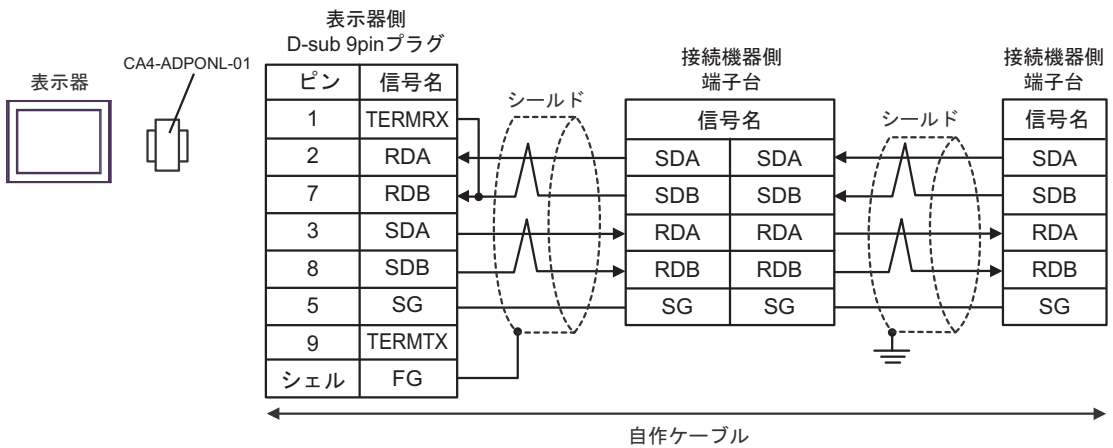 表示器
CA4-ADPONL-01
表示器側
D-sub 9pinプラグ
ピン 信号名
1 TERMRX
2 RDA
7 RDB
3 SDA
8 SDB
5 SG
9 TERMTX
シェル FG
シールド
接続機器側
端子台
信号名
SDA SDA
SDB SDB
RDA RDA
RDB RDB
SG SG
シールド
接続機器側
端子台
信号名
SDA
SDB
RDA
RDB
SG
自作ケーブル